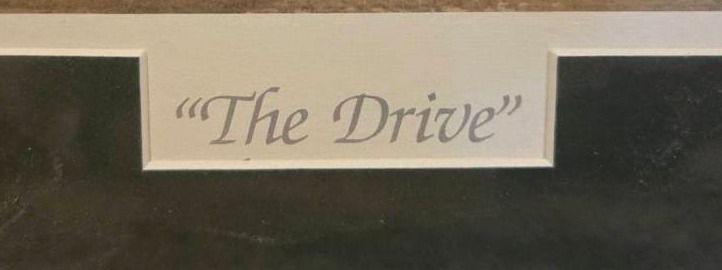 “The Drive”